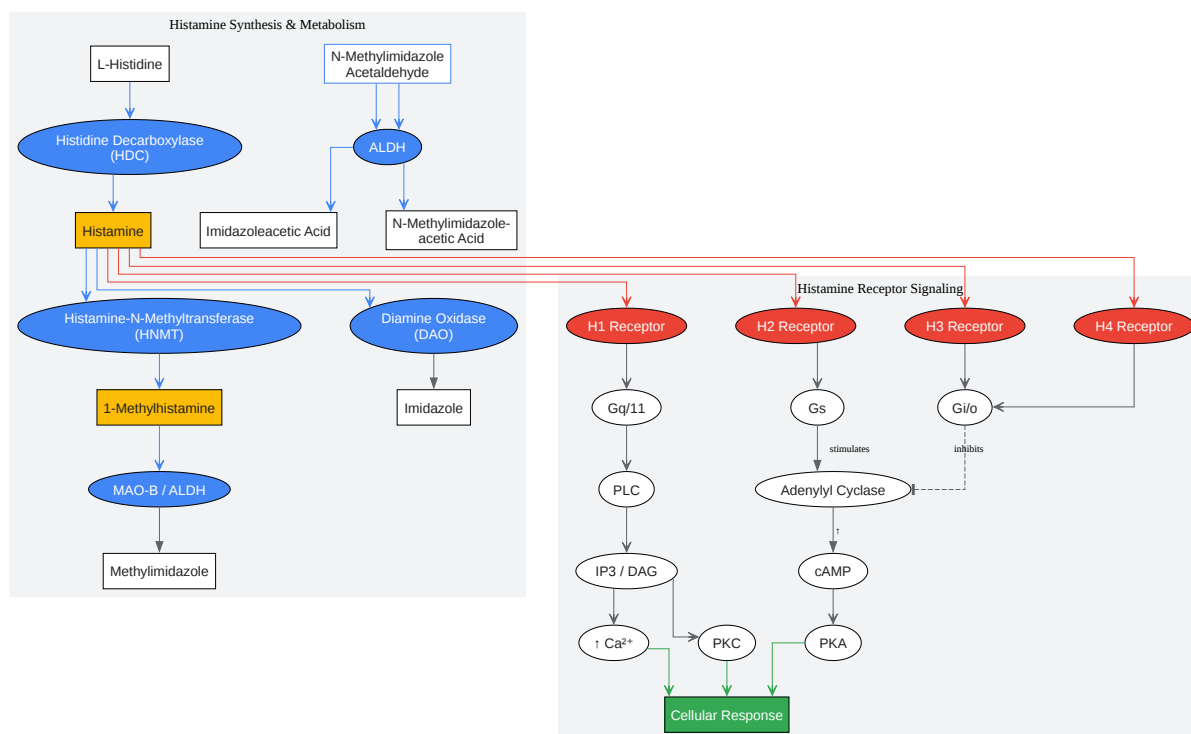 Histamine Synthesis & Metabolism
L-Histidine
N-Methylimidazole
Acetaldehyde
Histidine Decarboxylase
(HDC)
ALDH
Histamine
Imidazoleacetic Acid
N-Methylimidazole-
acetic Acid
Histamine Receptor Signaling
Histamine-N-Methyltransferase
(HNMT)
Diamine Oxidase
(DAO)
H1 Receptor
H2 Receptor
H3 Receptor
H4 Receptor
1-Methylhistamine
Imidazole
Gq/11
Gs
Gi/o
stimulates
inhibits
MAO-B / ALDH
PLC
Adenylyl Cyclase
↑
Methylimidazole
IP3 / DAG
cAMP
↑ Ca²⁺
PKC
PKA
Cellular Response